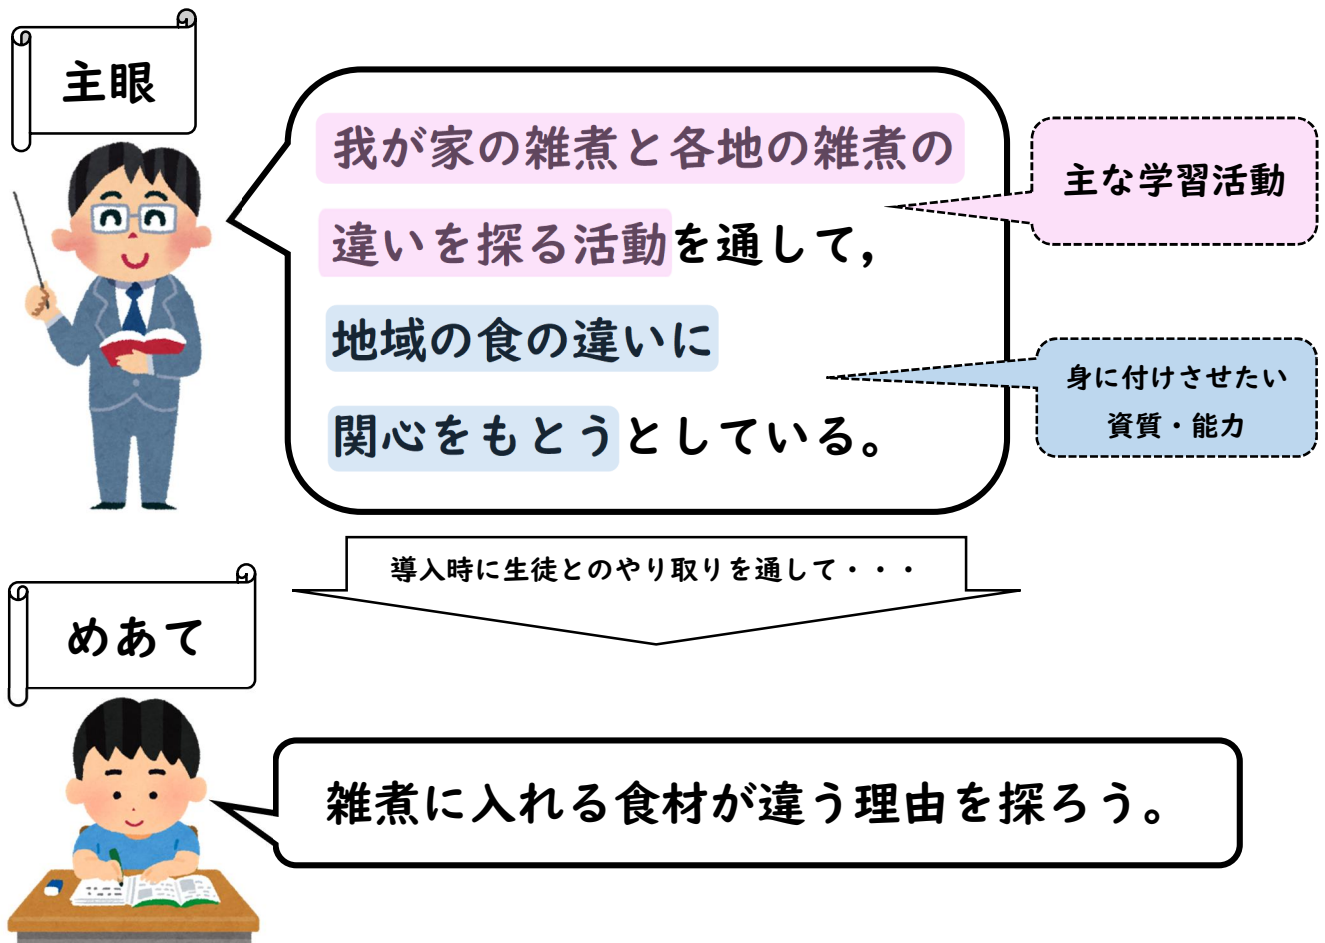 主眼
我が家の雑煮と各地の雑煮の
違いを探る活動を通して,
地域の食の違いに
関心をもとうとしている。
主な学習活動
身に付けさせたい
資質・能力
導入時に生徒とのやり取りを通して・・・
めあて
雑煮に入れる食材が違う理由を探ろう。